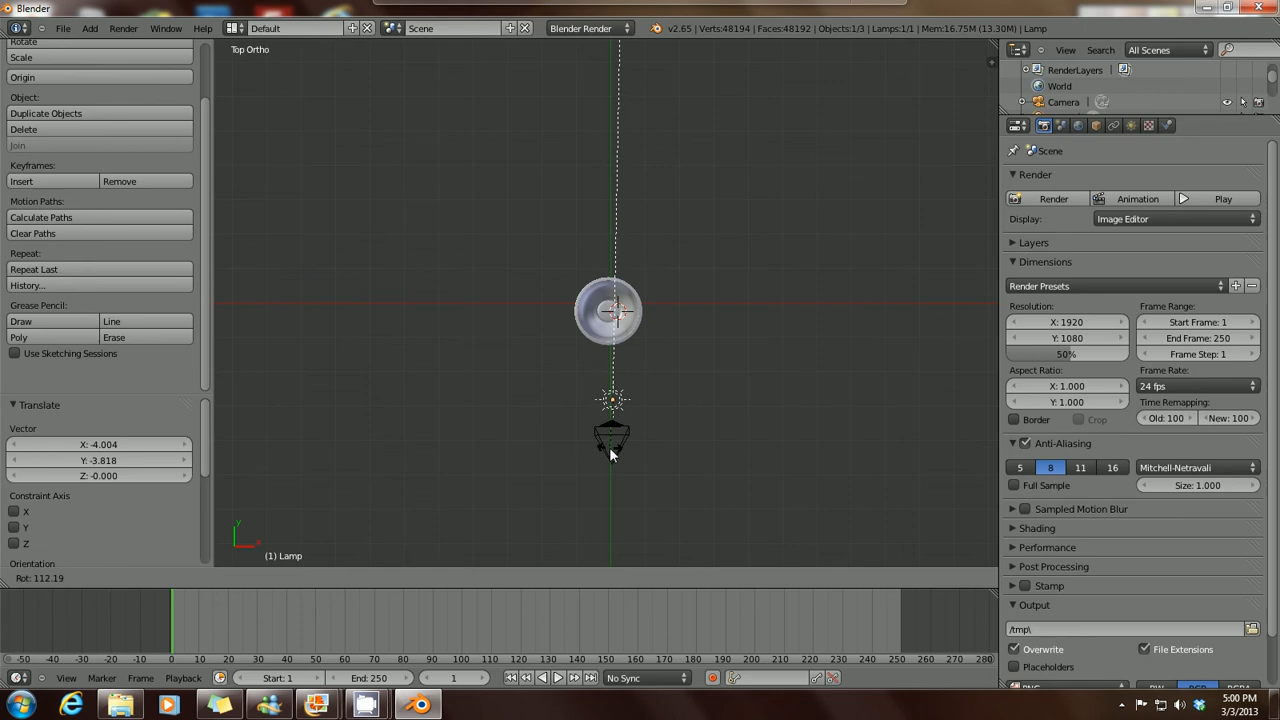 Blender
File Add Render Window Help
Default
Scene
Blender Render
v2.65 | Verts:48194 | Faces:48192 | Objects:1/3 | Lamps:1/1 | Mem:16.75M (13.30M) | Lamp
Rotate
Scale
Origin
Object:
Duplicate Objects
Delete
Join
Keyframes:
Insert Remove
Motion Paths:
Calculate Paths
Clear Paths
Repeat:
Repeat Last
History...
Grease Pencil:
Draw Line
Poly Erase
Use Sketching Sessions
Translate
Vector
X: -4.004
Y: -3.818
Z: -0.000
Constraint Axis
X
Y
Z
Orientation
Rot: 112.19
Top Ortho
y
x
(1) Lamp
View Search All Scenes
RenderLayers
World
Camera
Scene
Render
Render Animation Play
Display: Image Editor
Layers
Dimensions
Render Presets
Resolution: Frame Range:
X: 1920 Start Frame: 1
Y: 1080 End Frame: 250
50% Frame Step: 1
Aspect Ratio: Frame Rate:
X: 1.000 24 fps
Y: 1.000 Time Remapping:
Border Crop Old: 100 New: 100
Anti-Aliasing
5 8 11 16 Mitchell-Netravali
Full Sample Size: 1.000
Sampled Motion Blur
Shading
Performance
Post Processing
Stamp
Output
/tmp\
Overwrite File Extensions
Placeholders
PNG BW RGB RGBA
-50 -40 -30 -20 -10 0 10 20 30 40 50 60 70 80 90 100 110 120 130 140 150 160 170 180 190 200 210 220 230 240 250 260 270 280
View Marker Frame Playback Start: 1 End: 250 1 No Sync
5:00 PM
3/3/2013